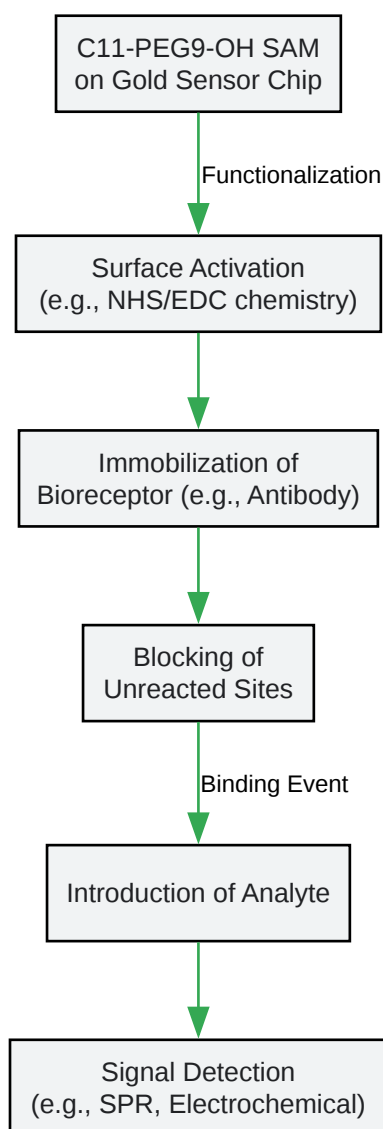 C11-PEG9-OH SAM
on Gold Sensor Chip
Functionalization
Surface Activation
(e.g., NHS/EDC chemistry)
Immobilization of
Bioreceptor (e.g., Antibody)
Blocking of
Unreacted Sites
Binding Event
Introduction of Analyte
Signal Detection
(e.g., SPR, Electrochemical)